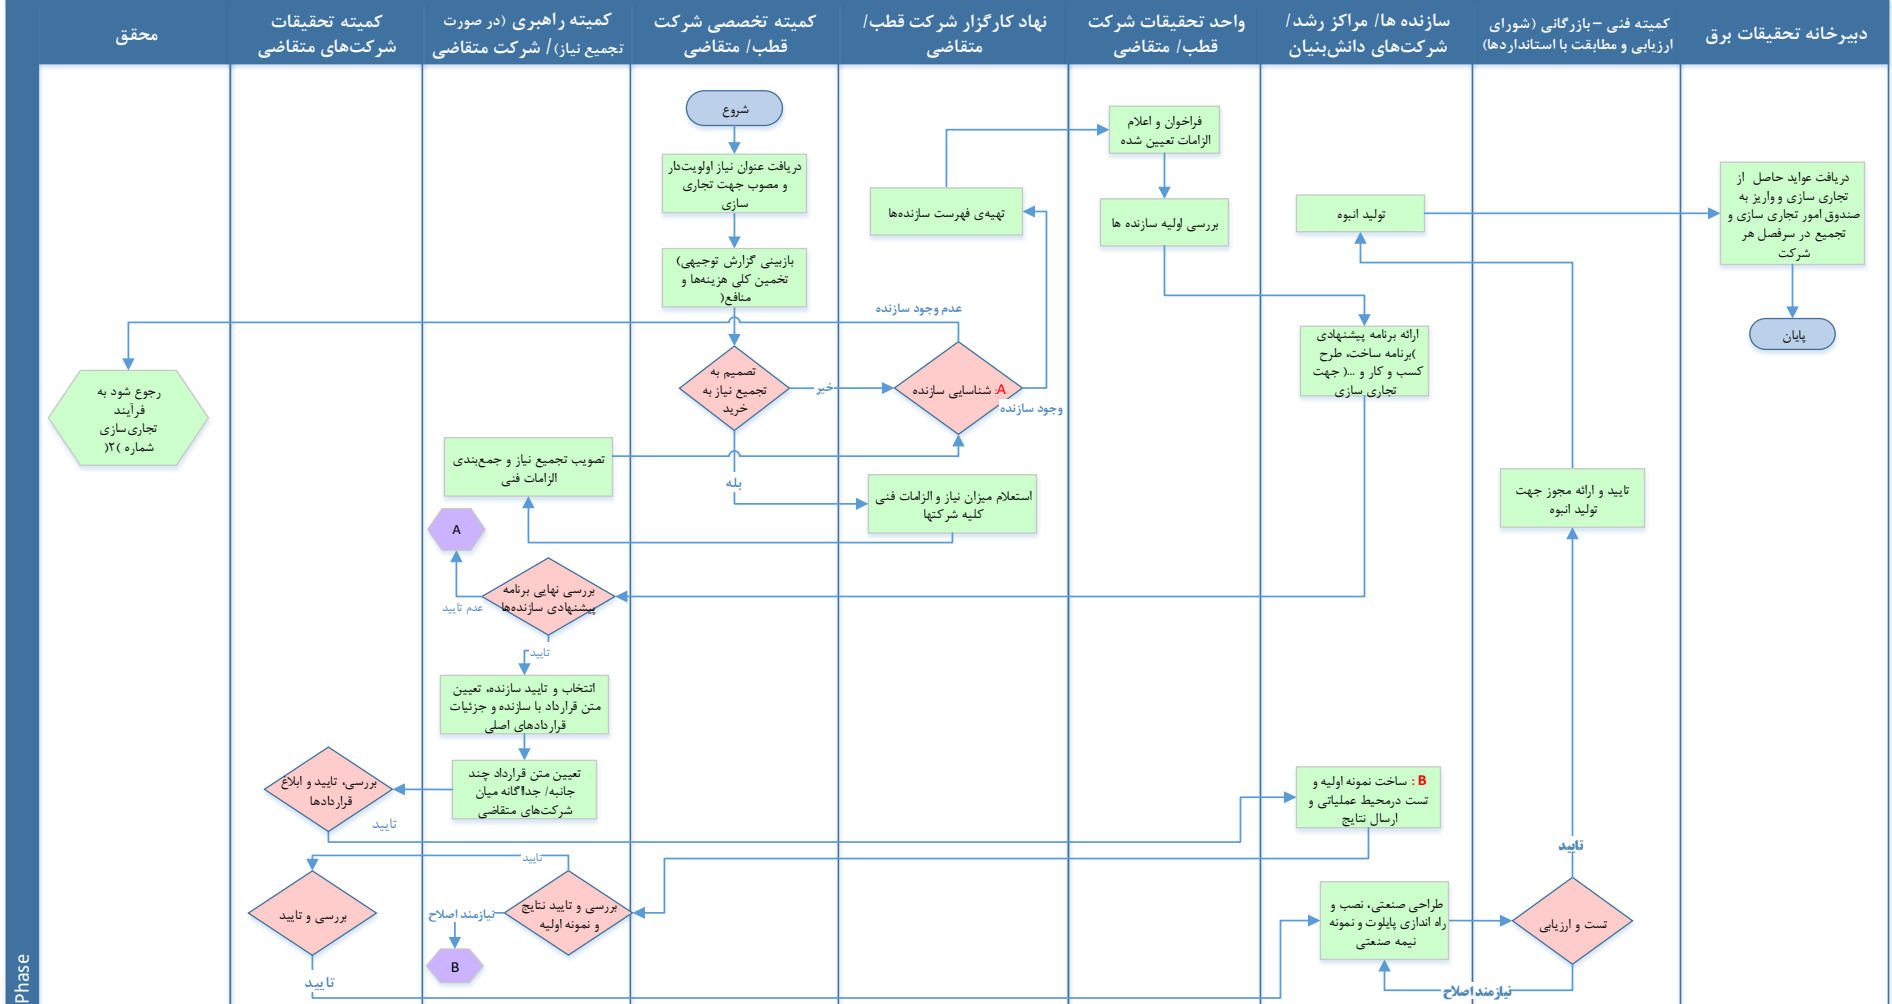 دبیرخانه تحقیقات برق
کمیته فنی – بازرگانی (شورای
ارزیابی و مطابقت با استانداردها)
سازنده ها/ مراکز رشد/
شرکت‌های دانش‌بنیان
واحد تحقیقات شرکت
قطب/ متقاضی
نهاد کارگزار شرکت قطب/
متقاضی
کمیته تخصصی شرکت
قطب/ متقاضی
کمیته راهبری (در صورت
تجمیع نیاز)/ شرکت متقاضی
کمیته تحقیقات
شرکت‌های متقاضی
محقق
شروع
دریافت عنوان نیاز اولویت‌دار
و مصوب جهت تجاری
سازی
بازبینی گزارش توجیهی)
تخمین کلی هزینه‌ها و
منافع(
تصمیم به
تجمیع نیاز به
خرید
خیر
بله
A: شناسایی سازنده
عدم وجود سازنده
وجود سازنده
تهیه‌ی فهرست سازنده‌ها
فراخوان و اعلام
الزامات تعیین شده
بررسی اولیه سازنده ها
ارائه برنامه پیشنهادی
)برنامه ساخت، طرح
کسب و کار و ...( جهت
تجاری سازی
تولید انبوه
دریافت عواید حاصل از
تجاری سازی و واریز به
صندوق امور تجاری سازی و
تجمیع در سرفصل هر
شرکت
پایان
رجوع شود به
فرآیند
تجاری‌سازی
شماره )۲(
تصویب تجمیع نیاز و جمع‌بندی
الزامات فنی
استعلام میزان نیاز و الزامات فنی
کلیه شرکتها
تایید و ارائه مجوز جهت
تولید انبوه
A
بررسی نهایی برنامه
پیشنهادی سازنده‌ها
عدم تایید
تایید
انتخاب و تایید سازنده، تعیین
متن قرارداد با سازنده و جزئیات
قراردادهای اصلی
تعیین متن قرارداد چند
جانبه/ جداگانه میان
شرکت‌های متقاضی
بررسی، تایید و ابلاغ
قراردادها
تایید
B : ساخت نمونه اولیه و
تست درمحیط عملیاتی و
ارسال نتایج
تایید
بررسی و تایید نتایج
و نمونه اولیه
نیازمند اصلاح
B
بررسی و تایید
تایید
طراحی صنعتی، نصب و
راه اندازی پایلوت و نمونه
نیمه صنعتی
تست و ارزیابی
تایید
نیازمند اصلاح
Phase